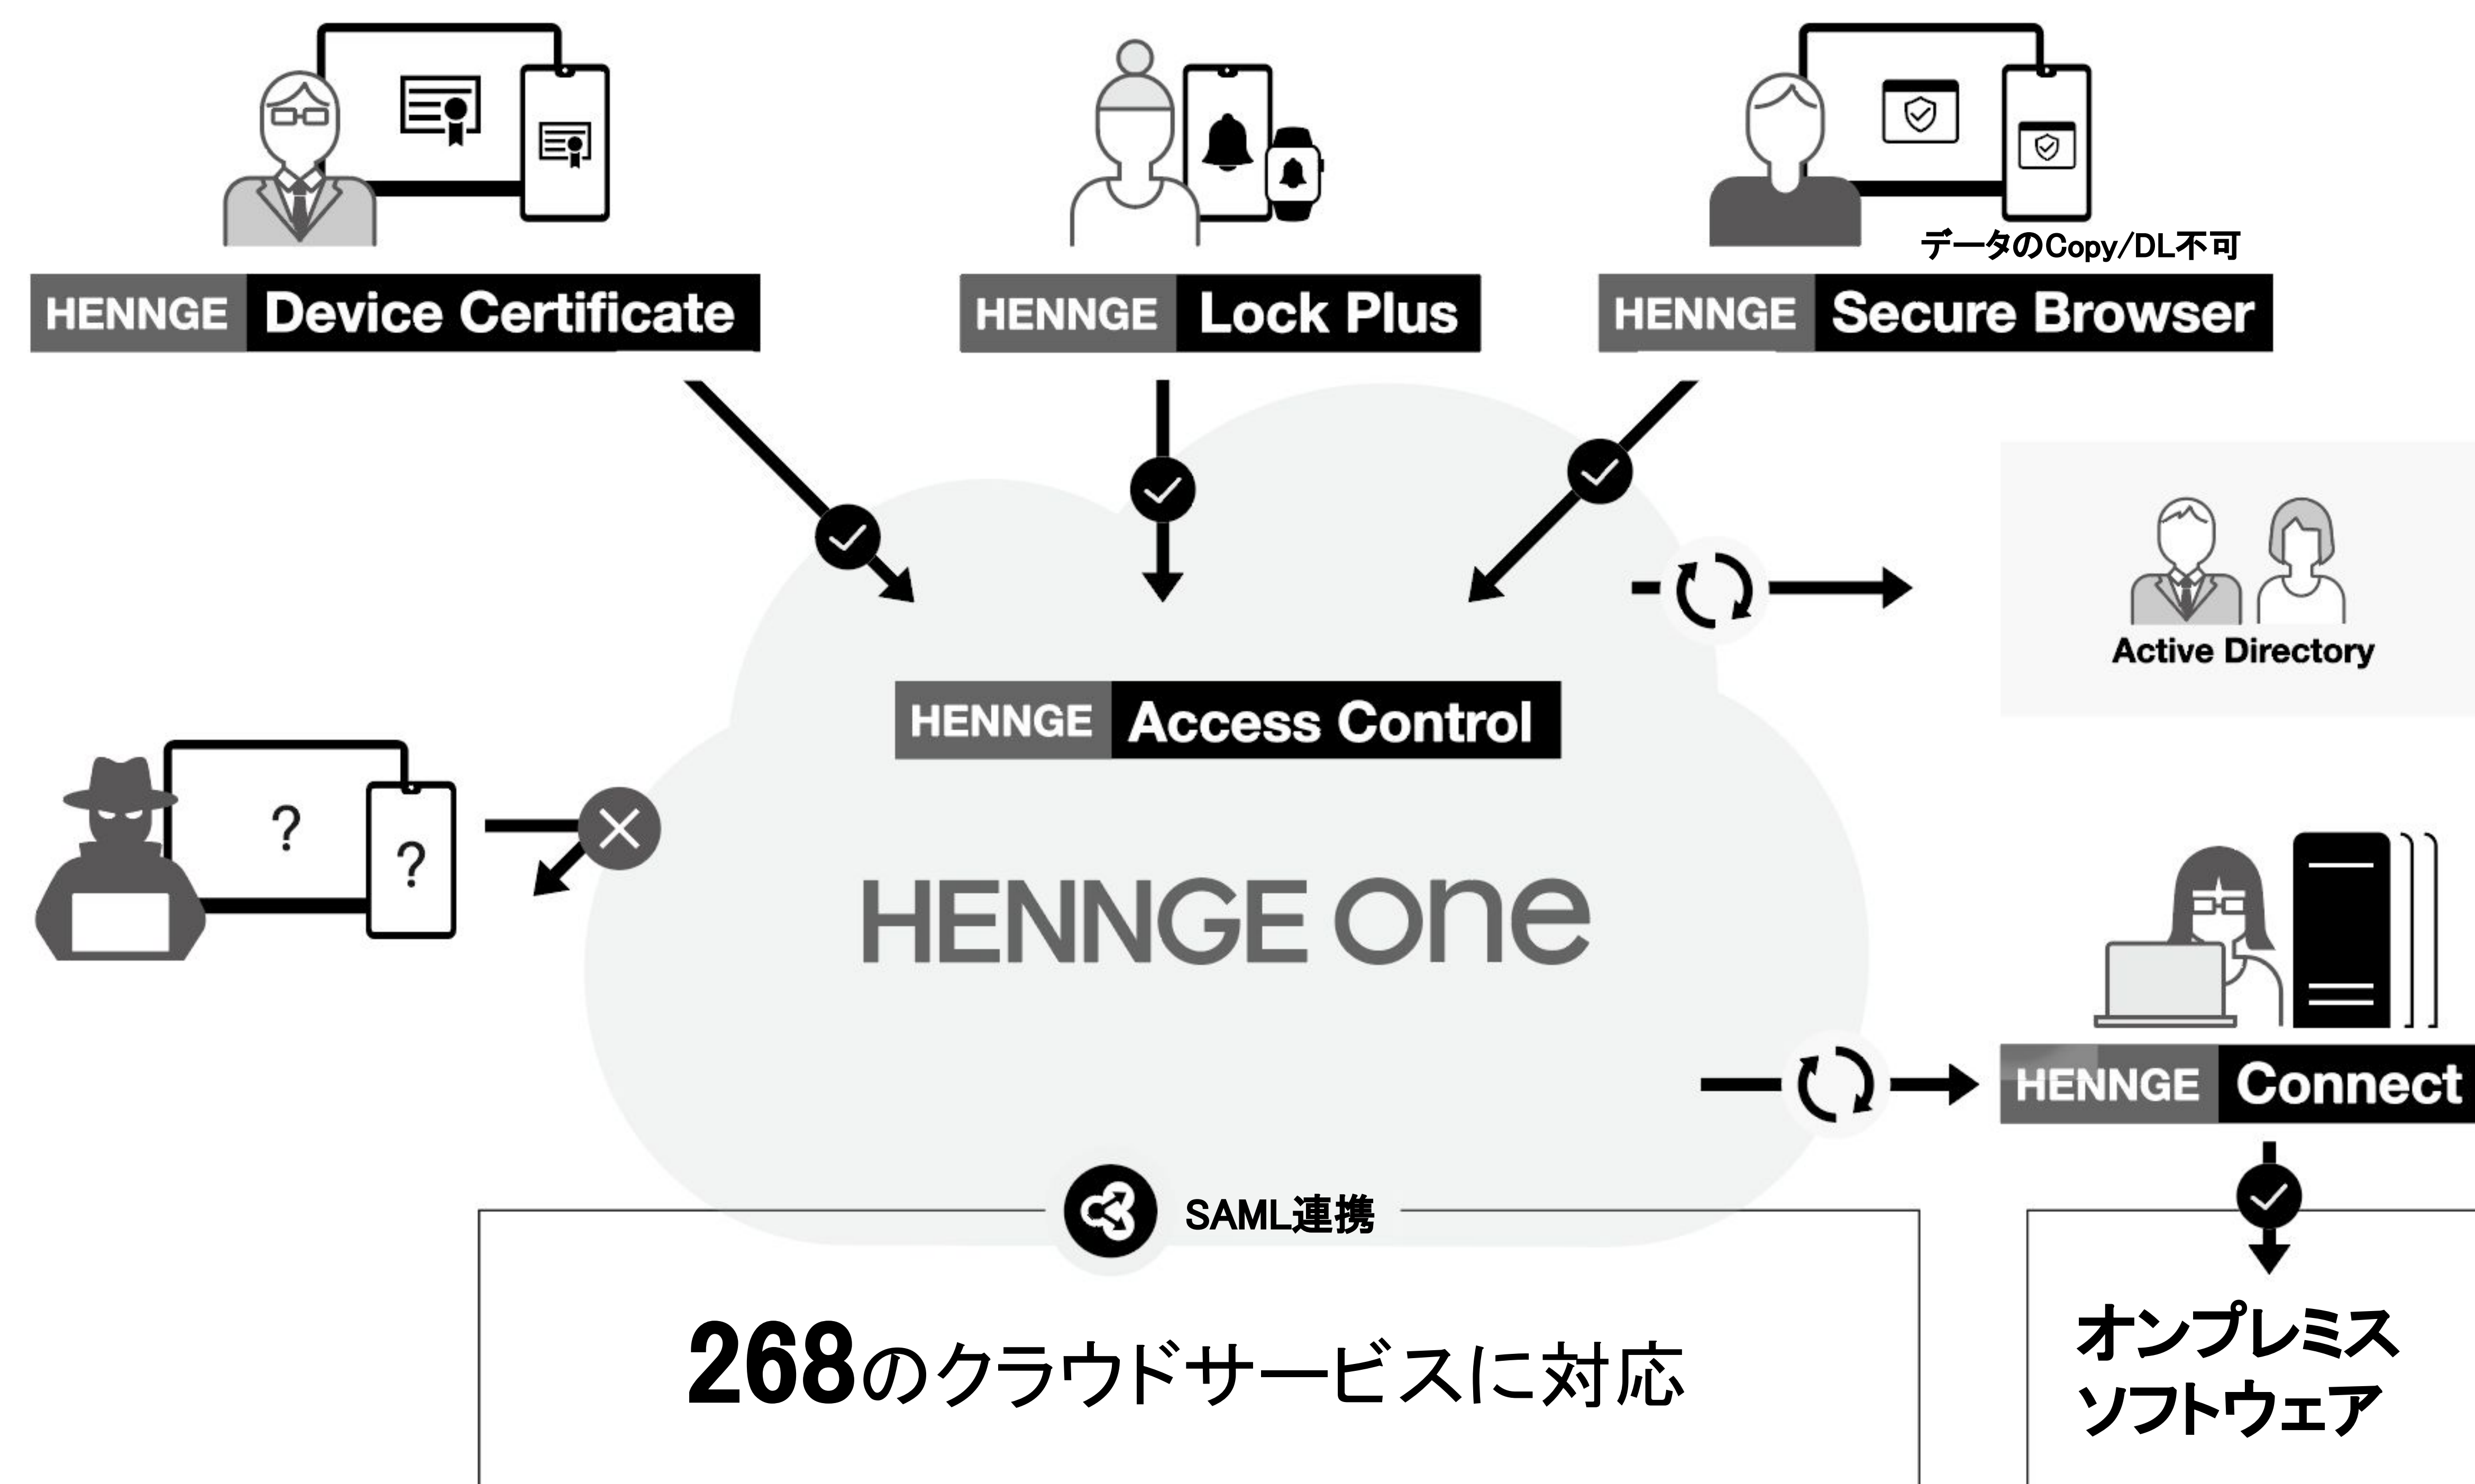 データのCopy/DL不可
HENNGE Device Certificate
HENNGE Lock Plus
HENNGE Secure Browser
Active Directory
HENNGE Access Control
? ?
HENNGE one
HENNGE Connect
SAML連携
268のクラウドサービスに対応
オンプレミス
ソフトウェア